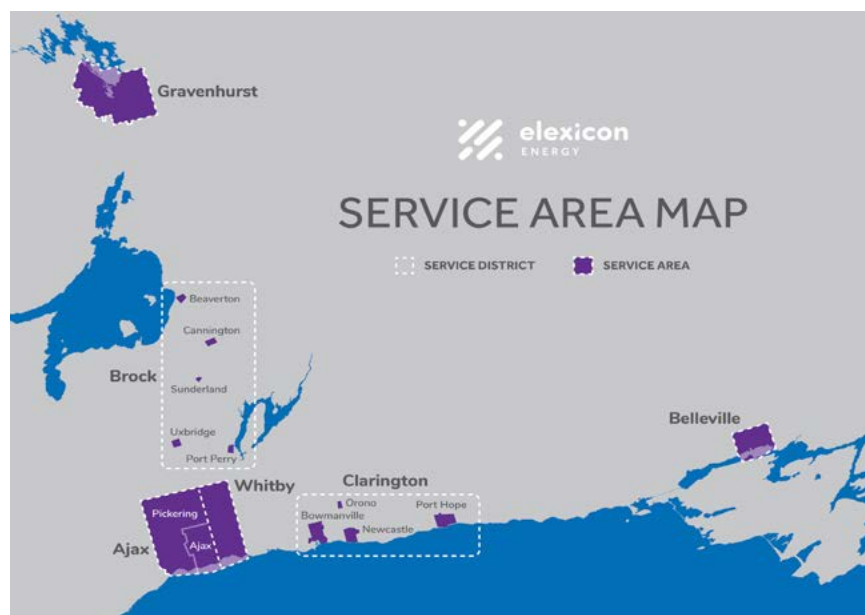 Gravenhurst
elexicon
ENERGY
SERVICE AREA MAP
SERVICE DISTRICT
SERVICE AREA
Beaverton
Cannington
Brock
Sunderland
Uxbridge
Port Perry
Belleville
Whitby
Clarington
Pickering
Orono
Port Hope
Bowmanville
Newcastle
Ajax
Ajax